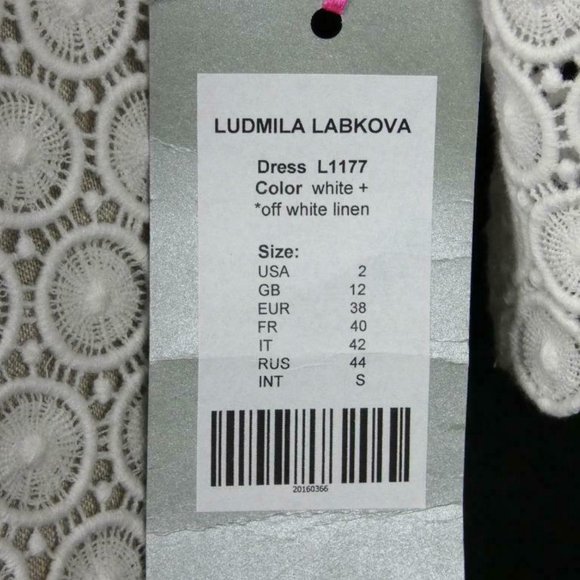 LUDMILA LABKOVA
Dress L1177
Color white +
*off white linen
Size:
USA 2
GB 12
EUR 38
FR 40
IT 42
RUS 44
INT S
20160366